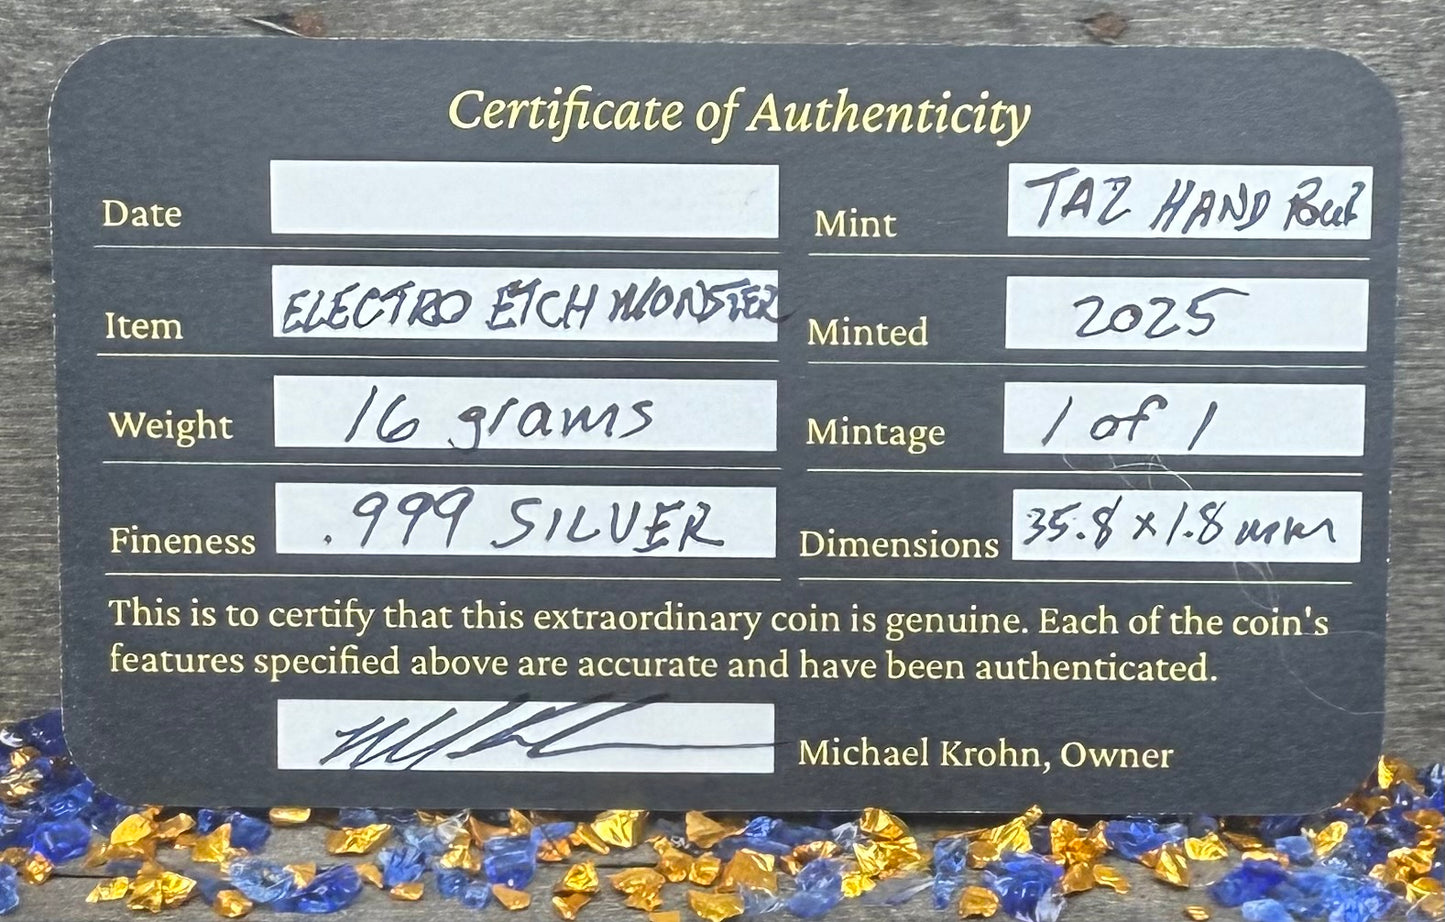 Certificate of Authenticity
Date
Mint TAZ HAND
Item ELECTRO ETCH MONSTER
Minted 2025
Weight 16 grams
Mintage 1 of 1
Fineness .999 SILVER
Dimensions 35.8 x 1.8 mm
This is to certify that this extraordinary coin is genuine. Each of the coin's
features specified above are accurate and have been authenticated.
Michael Krohn, Owner